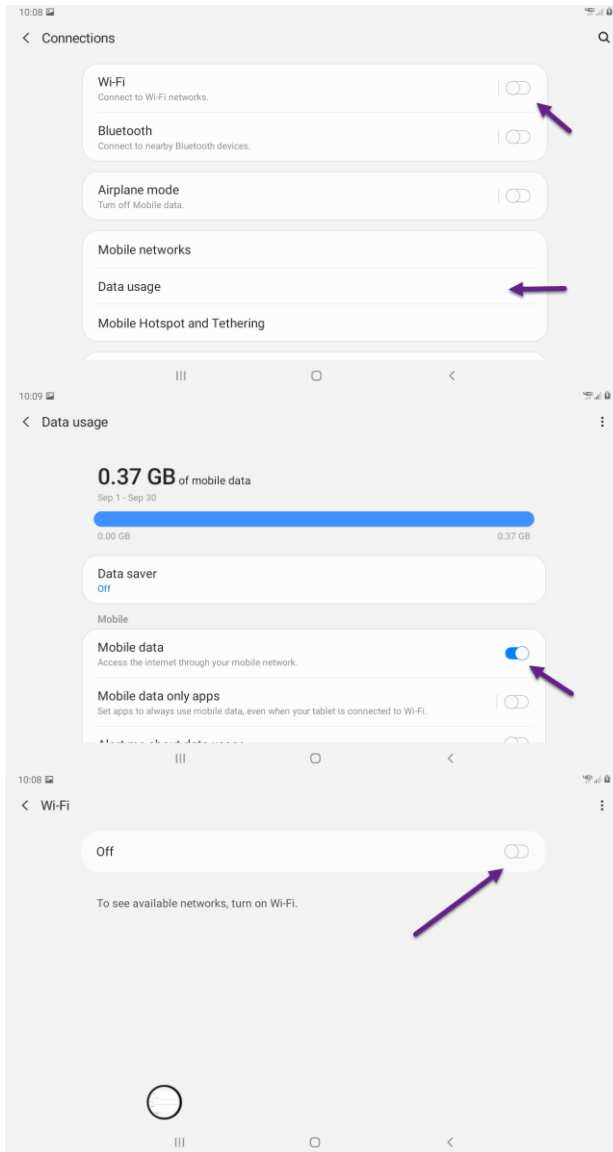 10:08
Connections
Wi-Fi
Connect to Wi-Fi networks.
Bluetooth
Connect to nearby Bluetooth devices.
Airplane mode
Turn off Mobile data.
Mobile networks
Data usage
Mobile Hotspot and Tethering
10:09
Data usage
0.37 GB of mobile data
Sep 1 - Sep 30
0.00 GB 0.37 GB
Data saver
Off
Mobile
Mobile data
Access the internet through your mobile network.
Mobile data only apps
Set apps to always use mobile data, even when your tablet is connected to Wi-Fi.
Alert me about data usage
10:08
Wi-Fi
Off
To see available networks, turn on Wi-Fi.